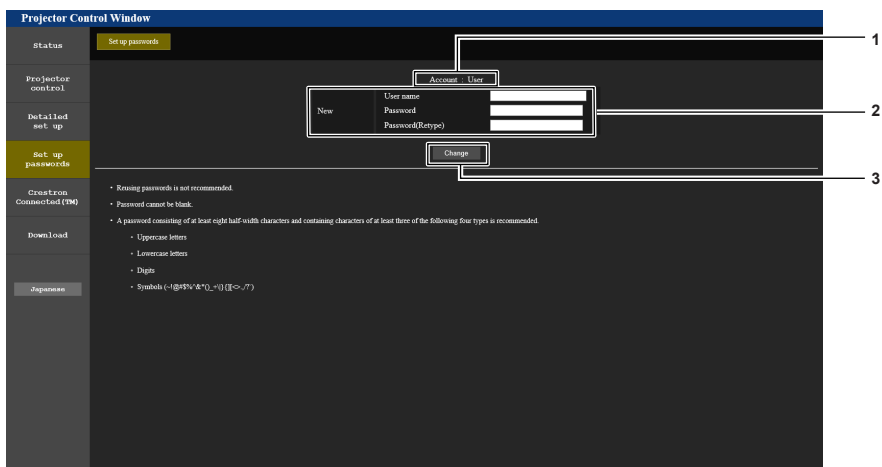 Projector Control Window
Status
Set up passwords
1
Account : User
Projector
control
User name
New
Password
2
Password(Retype)
Detailed
set up
Change
Set up
passwords
3
• Reusing passwords is not recommended.
• Password cannot be blank.
• A password consisting of at least eight half-width characters and containing characters of at least three of the following four types is recommended.
• Uppercase letters
• Lowercase letters
• Digits
• Symbols (~!@#$%^&*()_+\|}{][<>.,/?`)
Crestron
Connected(TM)
Download
Japanese